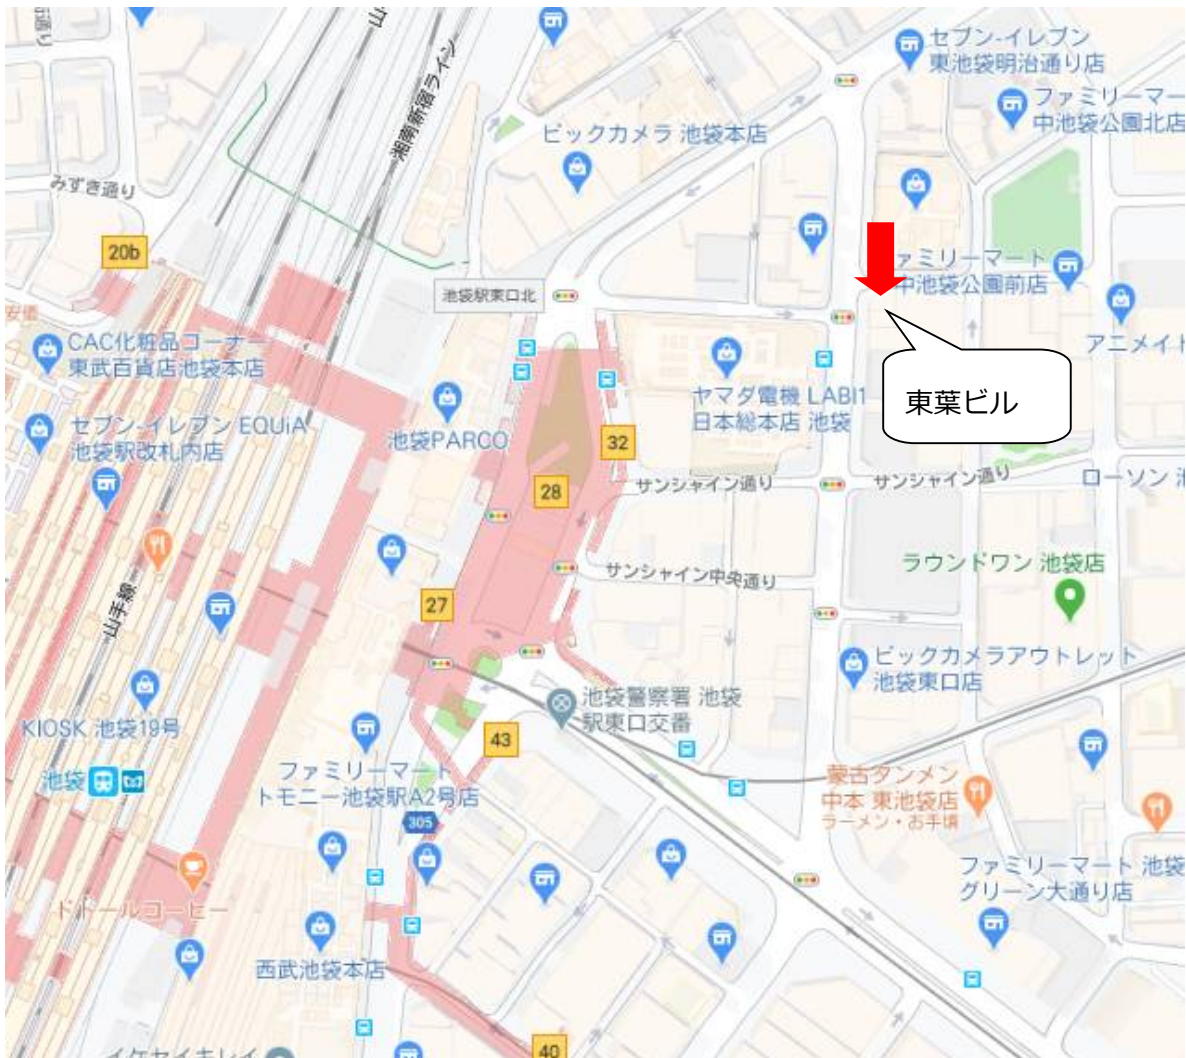 山
湘南新宿ライン
セブン-イレブン
東池袋明治通り店
ファミリーマー
中池袋公園北店
ビックカメラ 池袋本店
みずき通り
20b
池袋駅東口北
ァミリーマート
中池袋公園前店
安価
CAC化粧品コーナー
東武百貨店池袋本店
アニメイト
ヤマダ電機 LABI1
日本総本店 池袋
東葉ビル
セブン-イレブン EQUiA
池袋駅改札内店
池袋PARCO
32
28
サンシャイン通り
サンシャイン通り
ローソン
サンシャイン中央通り
ラウンドワン 池袋店
山手線
27
ビックカメラアウトレット
池袋東口店
池袋警察署 池袋
駅東口交番
KIOSK 池袋19号
43
池袋
ファミリーマート
トモニー池袋駅A2号店
305
蒙古タンメン
中本 東池袋店
ラーメン・お手頃
ファミリーマート 池袋
グリーン大通り店
ドトールコーヒー
西武池袋本店
40
イケセイキレイ